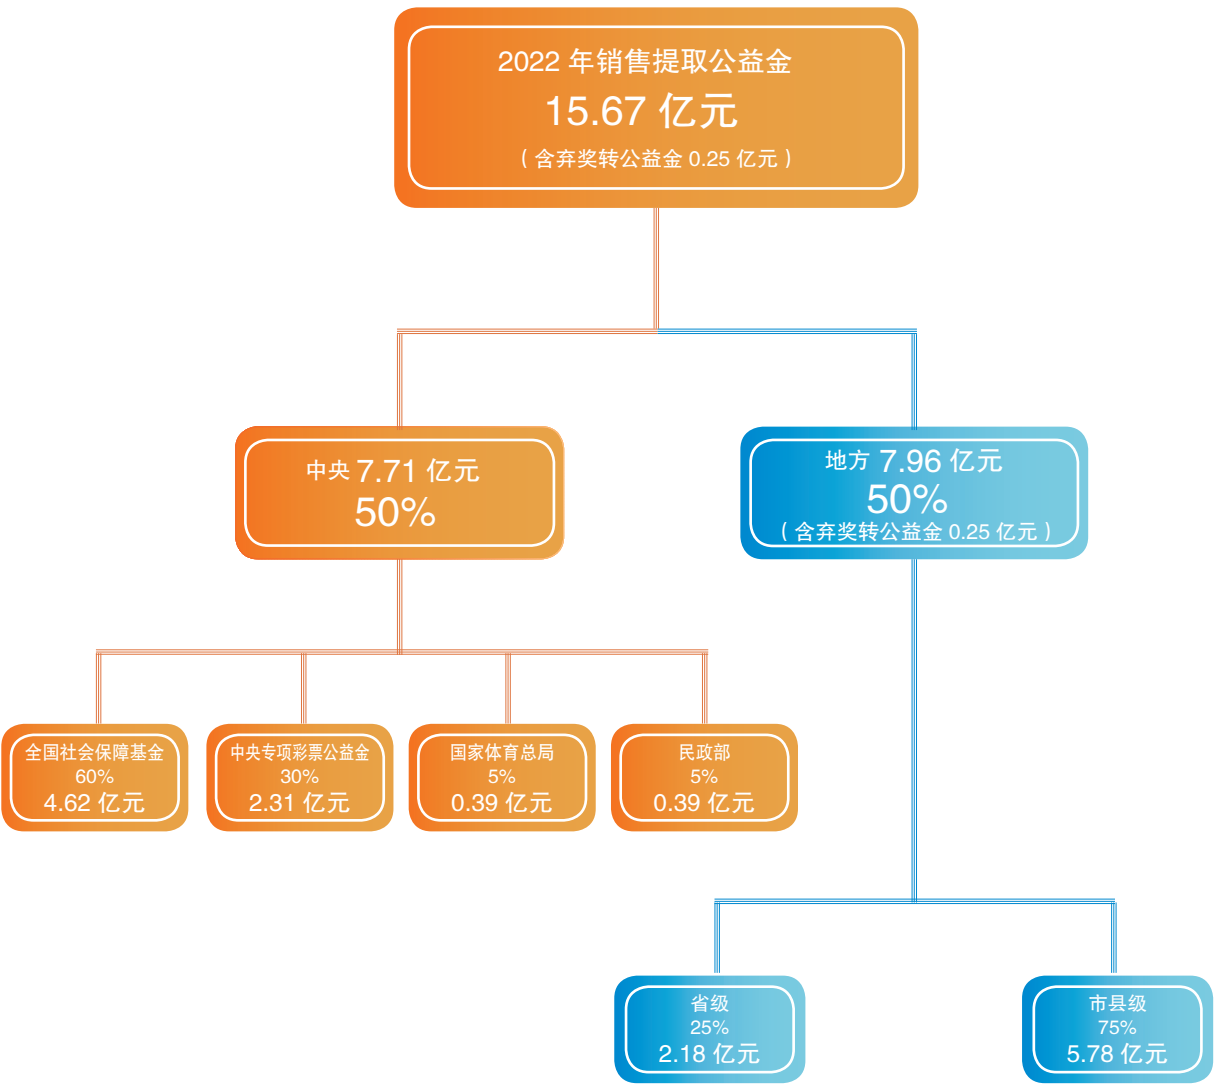 2022 年销售提取公益金
15.67 亿元
（含弃奖转公益金 0.25 亿元）
中央 7.71 亿元
50%
地方 7.96 亿元
50%
（含弃奖转公益金 0.25 亿元）
全国社会保障基金
60%
4.62 亿元
中央专项彩票公益金
30%
2.31 亿元
国家体育总局
5%
0.39 亿元
民政部
5%
0.39 亿元
省级
25%
2.18 亿元
市县级
75%
5.78 亿元